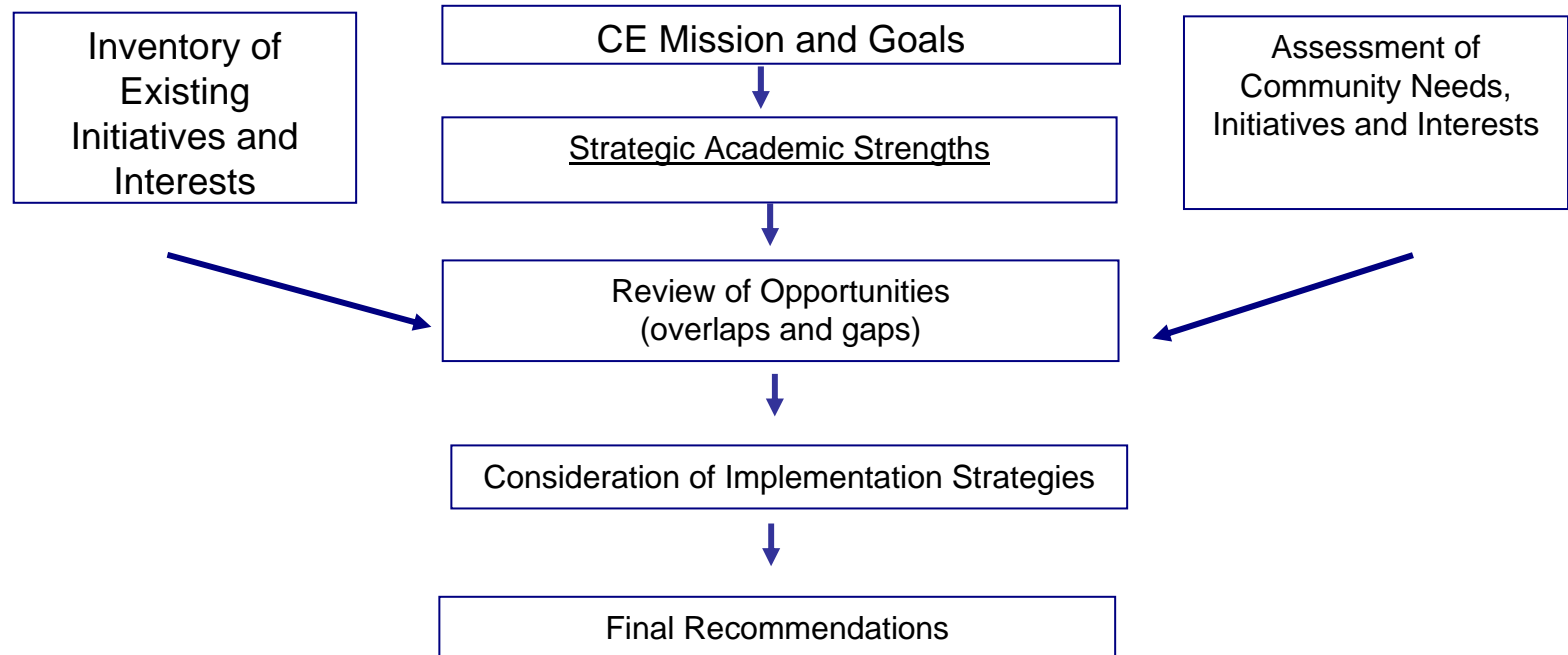 Inventory of
Existing
Initiatives and
Interests
CE Mission and Goals
Assessment of
Community Needs,
Initiatives and Interests
Strategic Academic Strengths
Review of Opportunities
(overlaps and gaps)
Consideration of Implementation Strategies
Final Recommendations